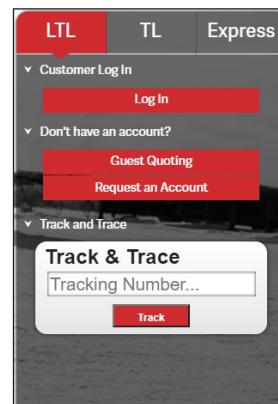 LTL TL Express
Customer Log In
Log In
Don't have an account?
Guest Quoting
Request an Account
Track and Trace
Track & Trace
Tracking Number...
Track